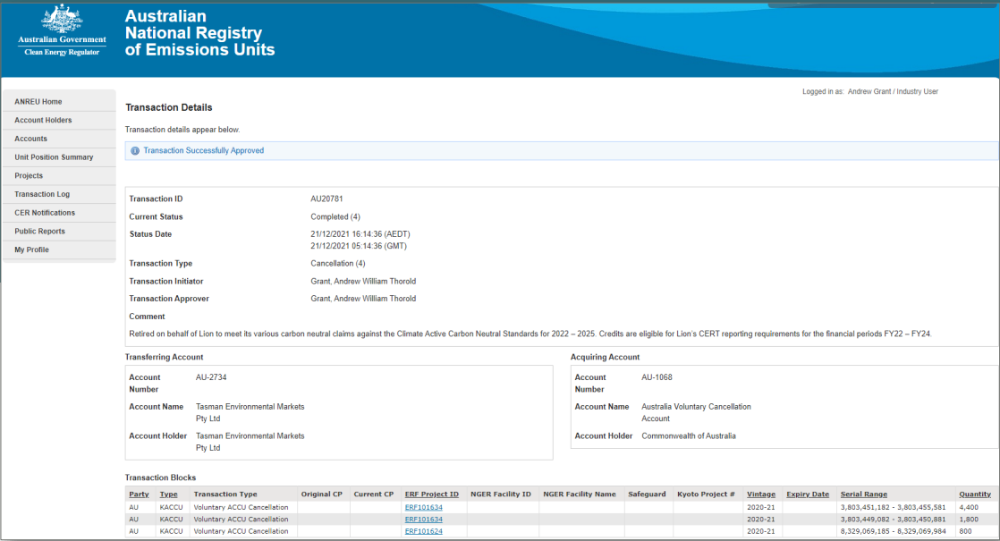 Australian Government
Clean Energy Regulator
Australian
National Registry
of Emissions Units
Logged in as: Andrew Grant / Industry User
ANREU Home
Account Holders
Accounts
Unit Position Summary
Projects
Transaction Log
CER Notifications
Public Reports
My Profile
Transaction Details
Transaction details appear below.
Transaction Successfully Approved
Transaction ID AU20781
Current Status Completed (4)
Status Date 21/12/2021 16:14:36 (AEDT)
21/12/2021 05:14:36 (GMT)
Transaction Type Cancellation (4)
Transaction Initiator Grant, Andrew William Thorold
Transaction Approver Grant, Andrew William Thorold
Comment
Retired on behalf of Lion to meet its various carbon neutral claims against the Climate Active Carbon Neutral Standards for 2022 – 2025. Credits are eligible for Lion's CERT reporting requirements for the financial periods FY22 – FY24.
Transferring Account
Account AU-2734
Number
Account Name Tasman Environmental Markets
Pty Ltd
Account Holder Tasman Environmental Markets
Pty Ltd
Acquiring Account
Account AU-1068
Number
Account Name Australia Voluntary Cancellation
Account
Account Holder Commonwealth of Australia
Transaction Blocks
Party Type Transaction Type Original CP Current CP ERF Project ID NGER Facility ID NGER Facility Name Safeguard Kyoto Project # Vintage Expiry Date Serial Range Quantity
AU KACCU Voluntary ACCU Cancellation ERF101634 2020-21 3,803,451,182 - 3,803,455,581 4,400
AU KACCU Voluntary ACCU Cancellation ERF101634 2020-21 3,803,449,082 - 3,803,450,881 1,800
AU KACCU Voluntary ACCU Cancellation ERF101624 2020-21 8,329,069,185 - 8,329,069,984 800